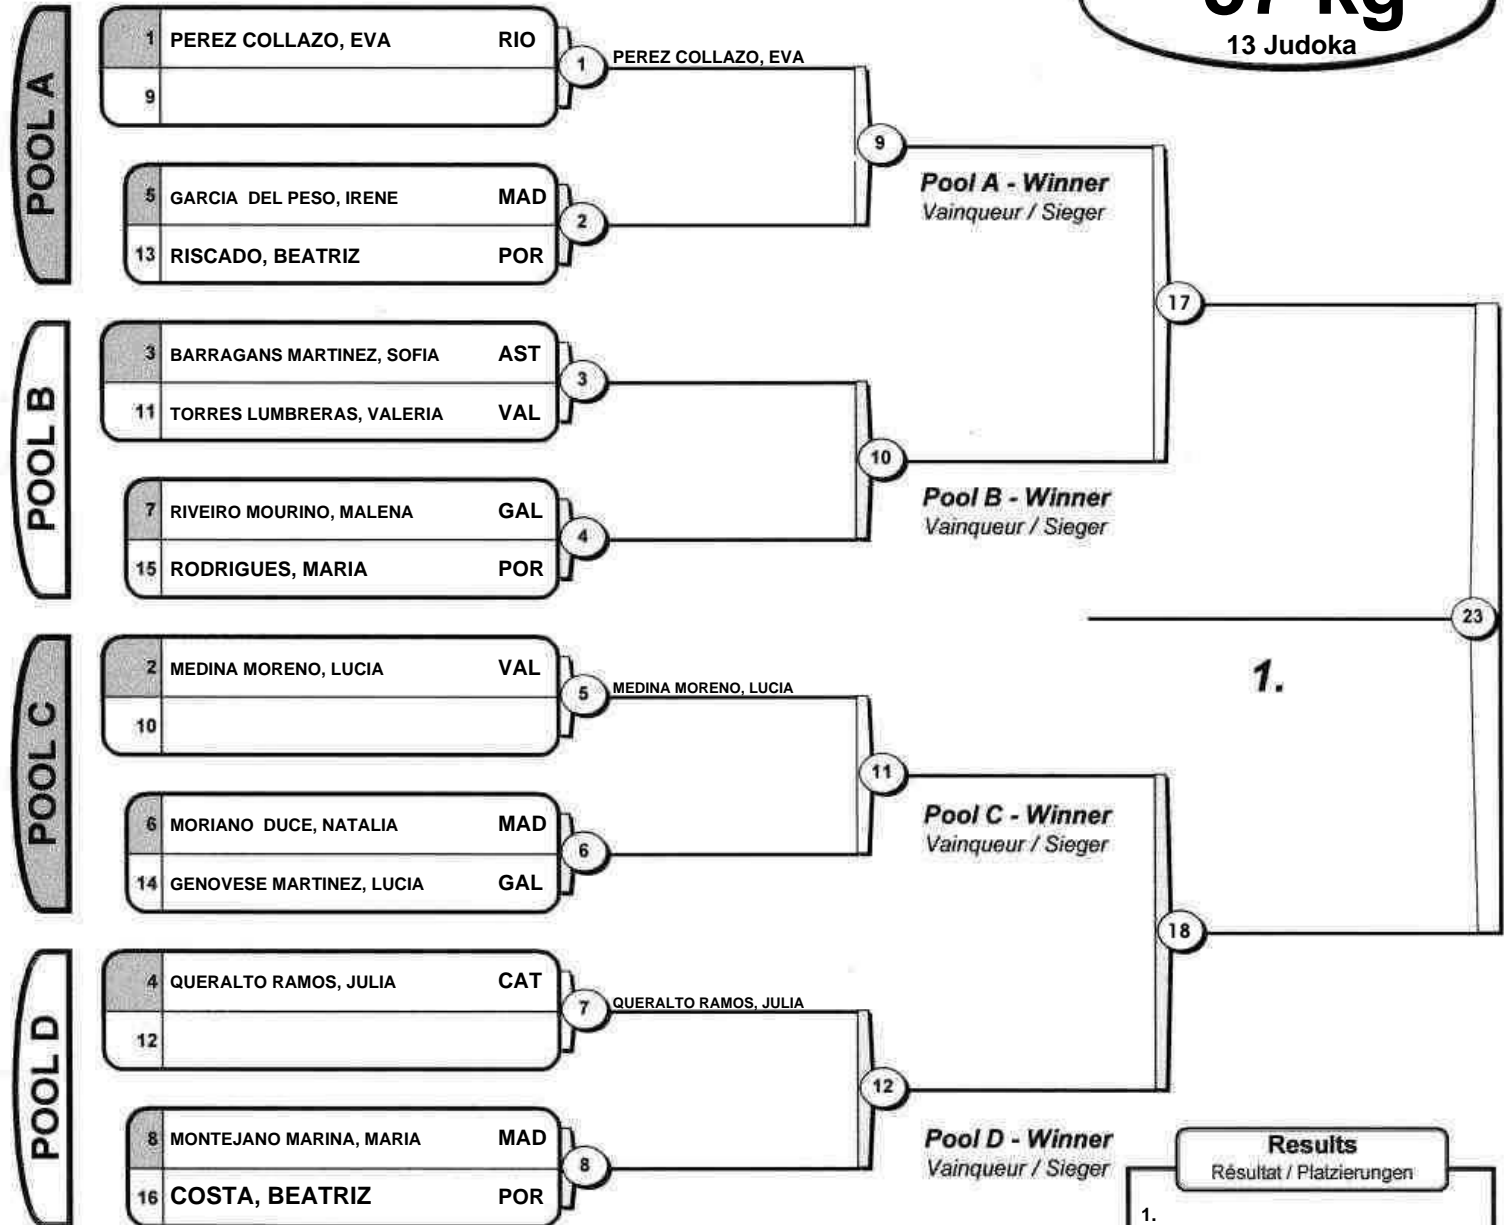 13 Judoka
POOL A
1 PEREZ COLLAZO, EVA RIO
9
1 PEREZ COLLAZO, EVA
5 GARCIA DEL PESO, IRENE MAD
13 RISCADO, BEATRIZ POR
2
9
Pool A - Winner
Vainqueur / Sieger
POOL B
3 BARRAGANS MARTINEZ, SOFIA AST
11 TORRES LUMBRERAS, VALERIA VAL
3
7 RIVEIRO MOURINO, MALENA GAL
15 RODRIGUES, MARIA POR
4
10
Pool B - Winner
Vainqueur / Sieger
17
POOL C
2 MEDINA MORENO, LUCIA VAL
10
5 MEDINA MORENO, LUCIA
6 MORIANO DUCE, NATALIA MAD
14 GENOVESE MARTINEZ, LUCIA GAL
6
11
Pool C - Winner
Vainqueur / Sieger
POOL D
4 QUERALTO RAMOS, JULIA CAT
12
7 QUERALTO RAMOS, JULIA
8 MONTEJANO MARINA, MARIA MAD
16 COSTA, BEATRIZ POR
8
12
Pool D - Winner
Vainqueur / Sieger
18
23
1.
Results
Résultat / Platzierungen
1.